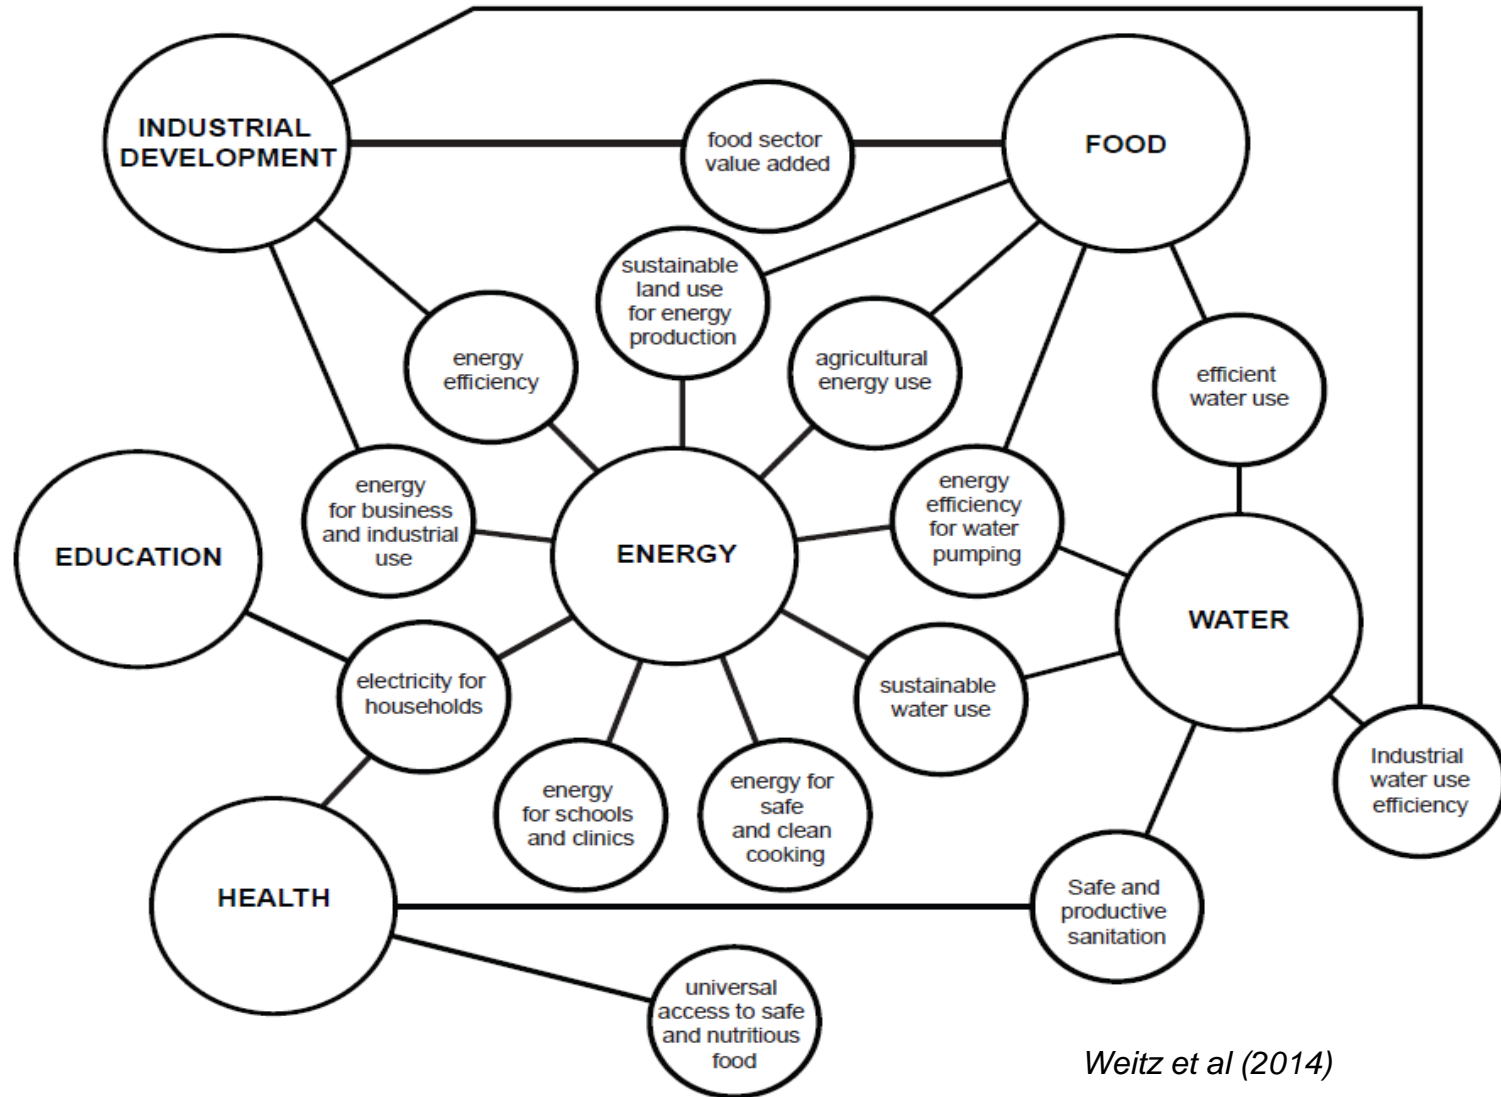 INDUSTRIAL
DEVELOPMENT
food sector
value added
FOOD
sustainable
land use
for energy
production
energy
efficiency
agricultural
energy use
efficient
water use
energy
for business
and industrial
use
energy
efficiency
for water
pumping
EDUCATION
ENERGY
WATER
electricity for
households
sustainable
water use
energy
for schools
and clinics
energy for
safe
and clean
cooking
Industrial
water use
efficiency
HEALTH
Safe and
productive
sanitation
universal
access to safe
and nutritious
food
Weitz et al (2014)